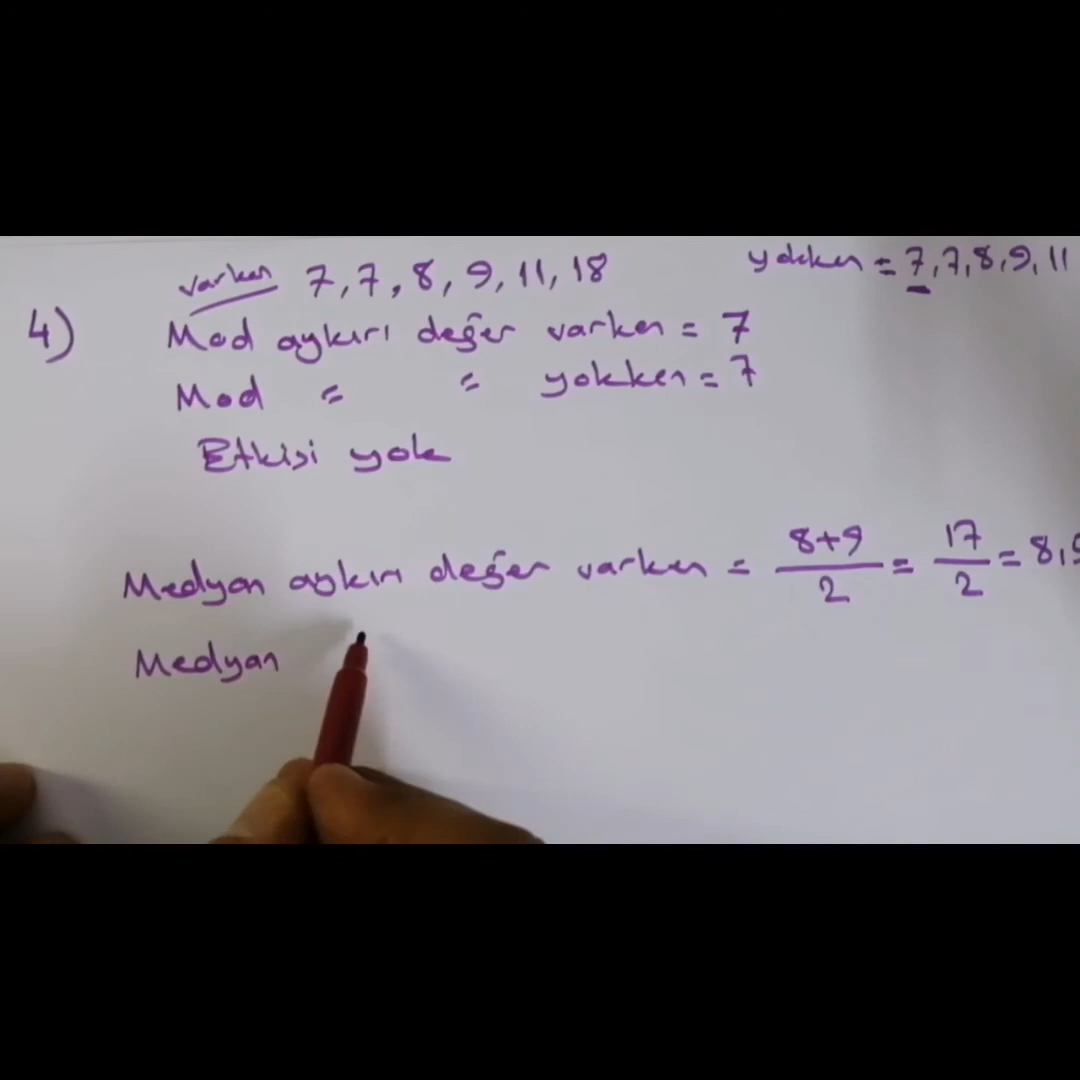 varken 7, 7, 8, 9, 11, 18
yokken = 7, 7, 8, 9, 11
4) Mod aykırı değer varken = 7
Mod " " yokken = 7
Etkisi yok
Medyan aykırı değer varken = 8+9/2 = 17/2 = 8,5
Medyan